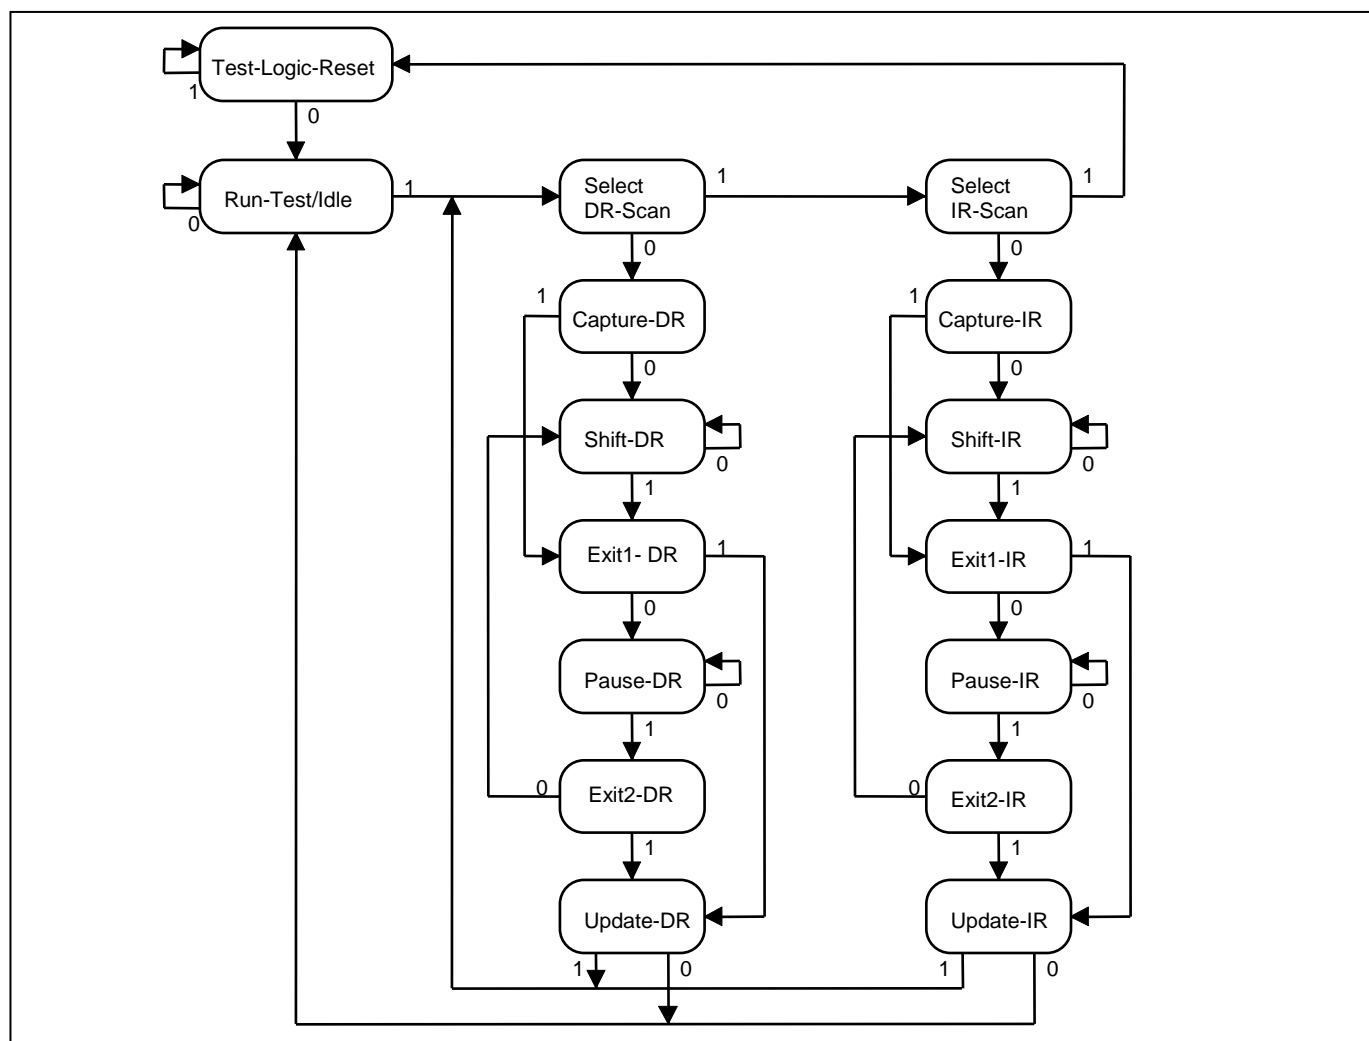 Test-Logic-Reset
1
0
Run-Test/Idle
0
1
Select
DR-Scan
1
0
Select
IR-Scan
1
0
1
Capture-DR
0
1
Capture-IR
0
Shift-DR
0
1
Shift-IR
0
1
Exit1- DR
1
0
Exit1-IR
1
0
Pause-DR
0
1
Pause-IR
0
1
0
Exit2-DR
1
0
Exit2-IR
1
Update-DR
1
0
Update-IR
1
0